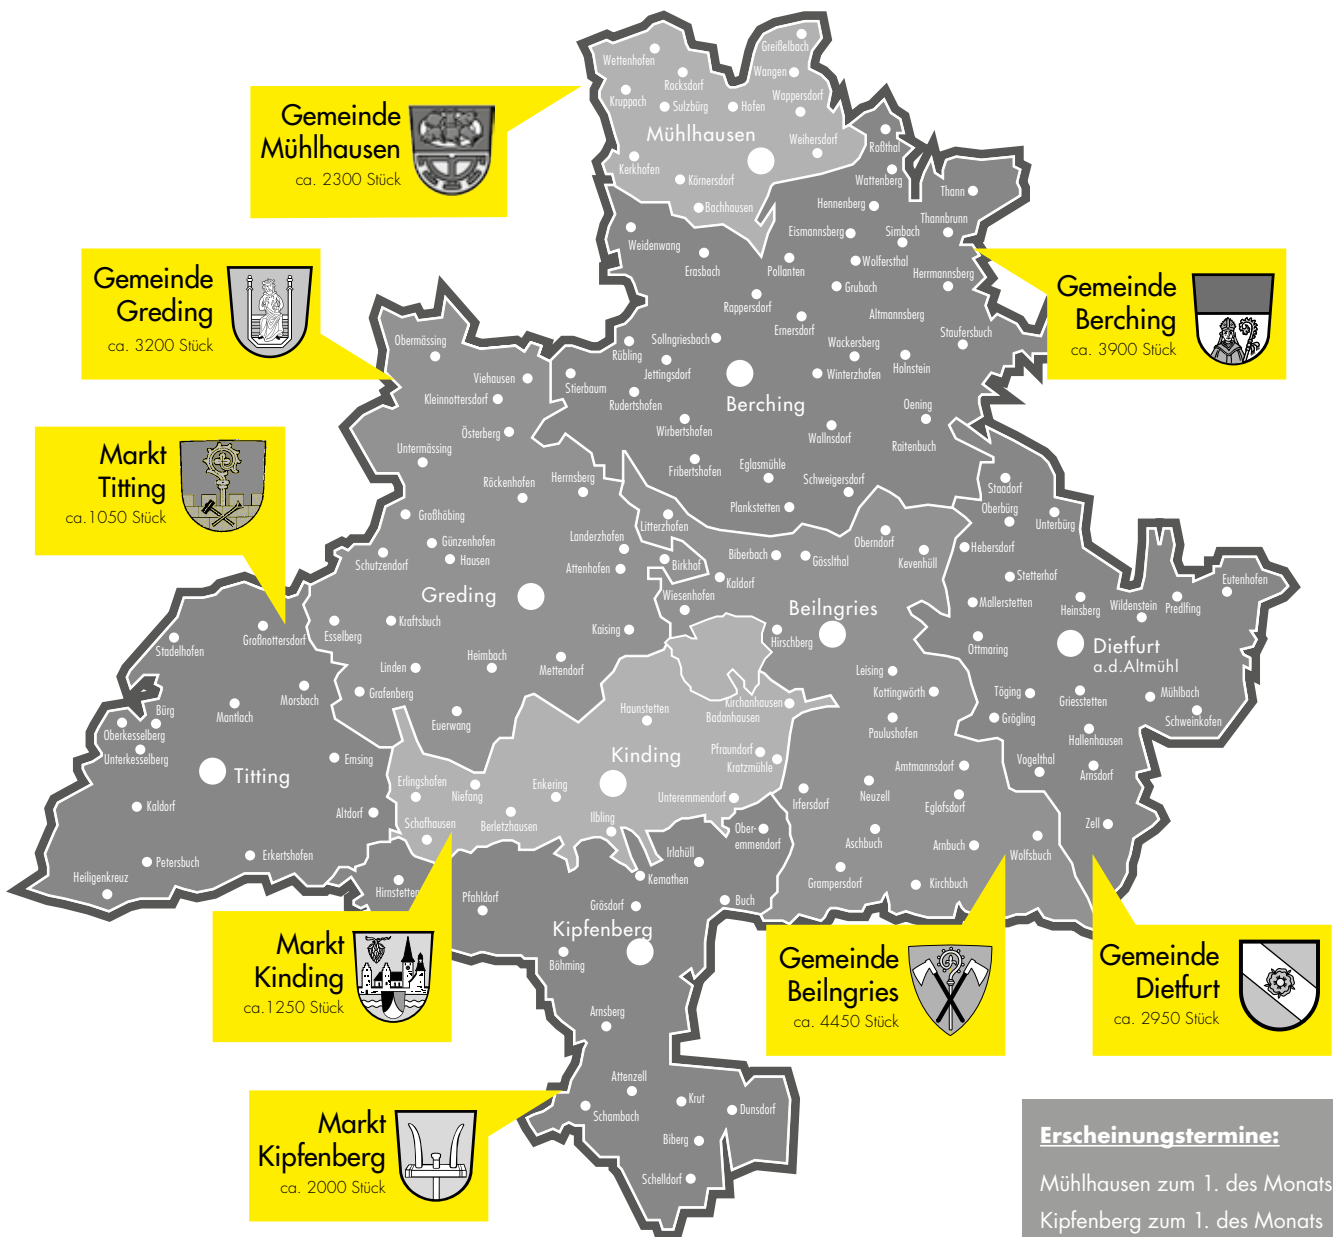 Gemeinde
Mühlhausen
ca. 2300 Stück
Gemeinde
Greding
ca. 3200 Stück
Markt
Titting
ca.1050 Stück
Gemeinde
Berching
ca. 3900 Stück
Markt
Kinding
ca.1250 Stück
Markt
Kipfenberg
ca. 2000 Stück
Gemeinde
Beilngries
ca. 4450 Stück
Gemeinde
Dietfurt
ca. 2950 Stück
Greißelbach
Wettenhofen
Wangen
Rocksdorf
Kruppach
Wappersdorf
Sulzbürg
Hofen
Mühlhausen
Weihersdorf
Kerkhofen
Körnersdorf
Bachhausen
Roßthal
Wattenberg
Thann
Hennenberg
Thannbrunn
Eismannsberg
Simbach
Weidenwang
Erasbach
Pollanten
Wolfersthal
Herrmannsberg
Grubach
Rappersdorf
Altmannsberg
Ernersdorf
Staufersbuch
Sollngriesbach
Rübling
Wackersberg
Holnstein
Jettingsdorf
Stierbaum
Winterzhofen
Rudertshofen
Berching
Oening
Wirbertshofen
Wallnsdorf
Raitenbuch
Fribertshofen
Eglasmühle
Schweigersdorf
Plankstetten
Obermässing
Viehausen
Kleinnottersdorf
Österberg
Untermässing
Röckenhofen
Herrnsberg
Großhöbing
Günzenhofen
Landerzhofen
Hausen
Schutzendorf
Attenhofen
Greding
Kraftsbuch
Esselberg
Kaising
Heimbach
Mettendorf
Linden
Grafenberg
Euerwang
Litterzhofen
Birkhof
Biberbach
Gösslthal
Oberndorf
Kevenhüll
Kaldorf
Wiesenhofen
Beilngries
Hirschberg
Leising
Kottingwörth
Paulushofen
Amtmannsdorf
Neuzell
Irfersdorf
Eglofsdorf
Aschbuch
Arnbuch
Wolfsbuch
Grampersdorf
Kirchbuch
Staadorf
Oberbürg
Unterbürg
Hebersdorf
Stetterhof
Eutenhofen
Mallerstetten
Heinsberg
Wildenstein
Predlfing
Ottmaring
Dietfurt
a.d.Altmühl
Töging
Griesstetten
Mühlbach
Grögling
Schweinkofen
Hallenhausen
Vogelthal
Arnsdorf
Zell
Großnottersdorf
Stadelhofen
Morsbach
Mantlach
Bürg
Oberkesselberg
Unterkesselberg
Titting
Emsing
Kaldorf
Altdorf
Petersbuch
Erkertshofen
Heiligenkreuz
Haunstetten
Kirchanhausen
Badanhausen
Kinding
Pfraundorf
Kratzmühle
Erlingshofen
Niefang
Enkering
Unteremmendorf
Schafhausen
Berletzhausen
Ilbling
Ober-
emmendorf
Irlahüll
Kemathen
Hirnstetten
Pfahldorf
Grösdorf
Buch
Kipfenberg
Böhming
Arnsberg
Attenzell
Krut
Schambach
Dunsdorf
Biberg
Schelldorf
Erscheinungstermine:
Mühlhausen zum 1. des Monats
Kipfenberg zum 1. des Monats